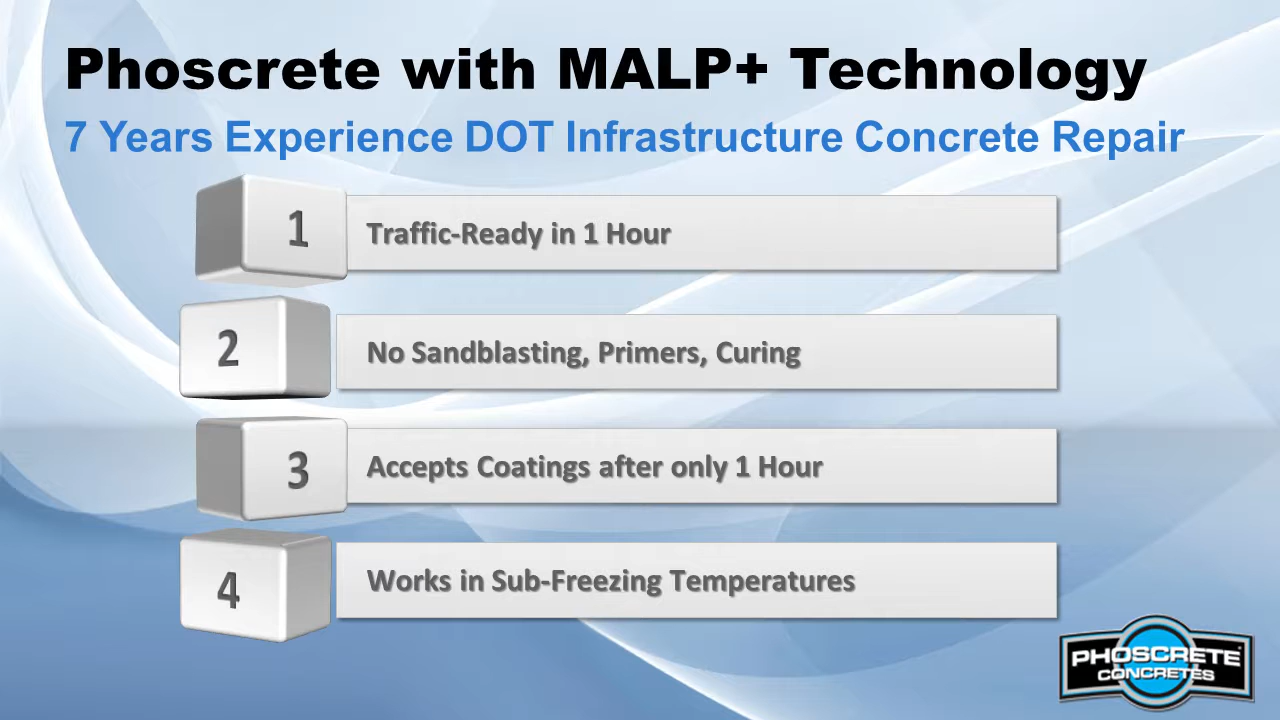 Phoscrete with MALP+ Technology
7 Years Experience DOT Infrastructure Concrete Repair
1
Traffic-Ready in 1 Hour
2
No Sandblasting, Primers, Curing
3
Accepts Coatings after only 1 Hour
4
Works in Sub-Freezing Temperatures
PHOSCRETE
CONCRETES